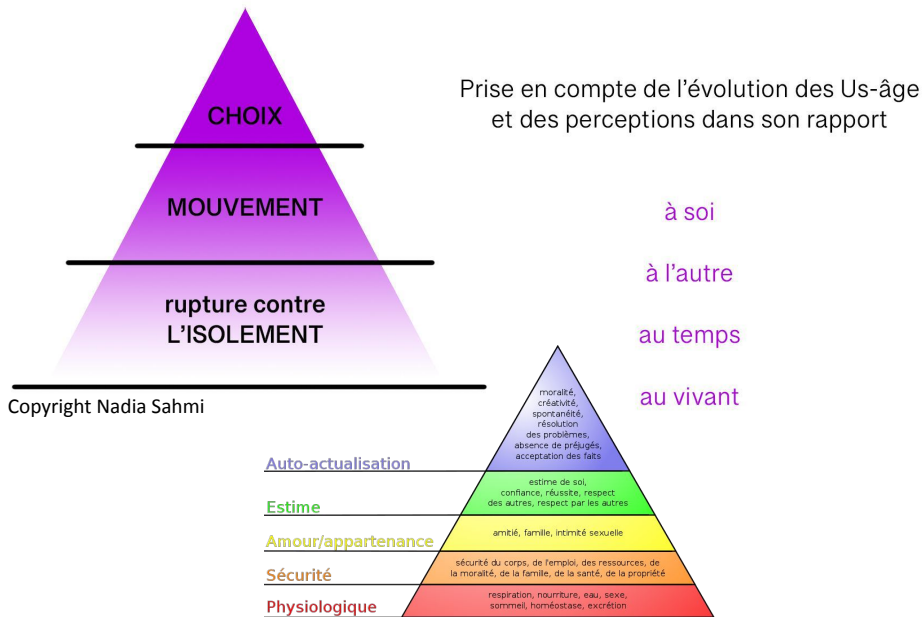 CHOIX
MOUVEMENT
rupture contre
L'ISOLEMENT
Copyright Nadia Sahmi
Prise en compte de l'évolution des Us-âge
et des perceptions dans son rapport
à soi
à l'autre
au temps
au vivant
moralité,
créativité,
spontanéité,
résolution
des problèmes,
absence de préjugés,
acceptation des faits
Auto-actualisation
estime de soi,
confiance, réussite, respect
des autres, respect par les autres
Estime
amitié, famille, intimité sexuelle
Amour/appartenance
sécurité du corps, de l'emploi, des ressources, de
la moralité, de la famille, de la santé, de la propriété
Sécurité
respiration, nourriture, eau, sexe,
sommeil, homéostase, excrétion
Physiologique